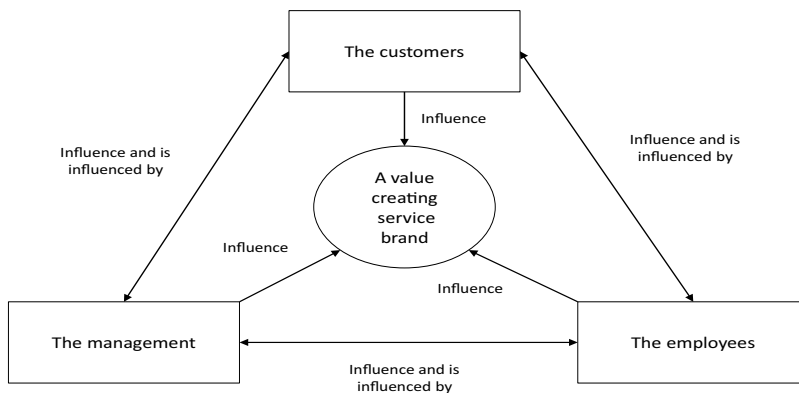 The customers
Influence
Influence and is
influenced by
Influence and is
influenced by
A value
creating
service
brand
Influence
Influence
The management
The employees
Influence and is
influenced by